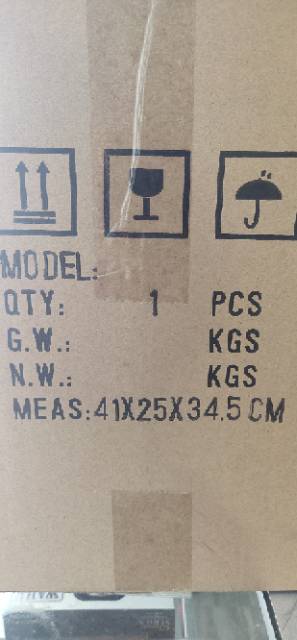 MODEL:
QTY: 1 PCS
G.W.: KGS
N.W.: KGS
MEAS:41X25X34.5 CM